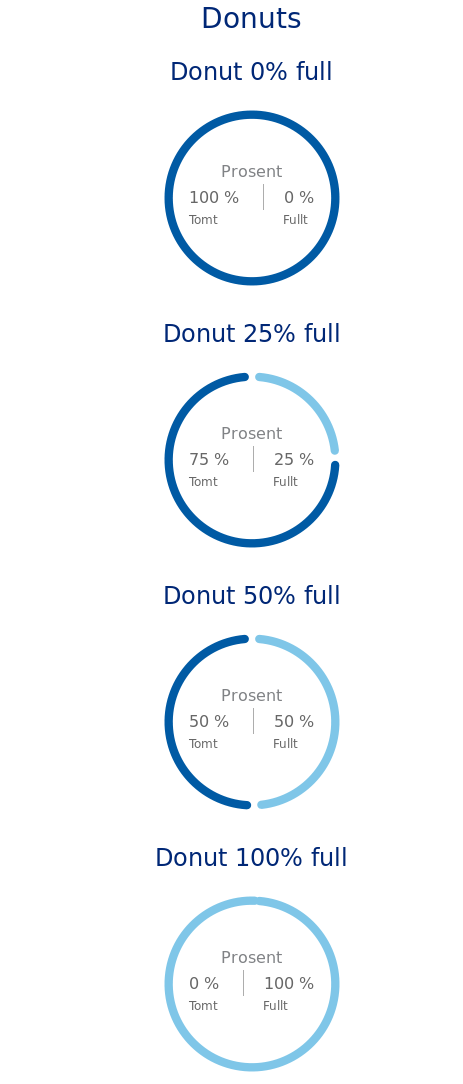 Donuts
Donut 0% full
Prosent
100 % 0 %
Tomt Fullt
Donut 25% full
Prosent
75 % 25 %
Tomt Fullt
Donut 50% full
Prosent
50 % 50 %
Tomt Fullt
Donut 100% full
Prosent
0 % 100 %
Tomt Fullt